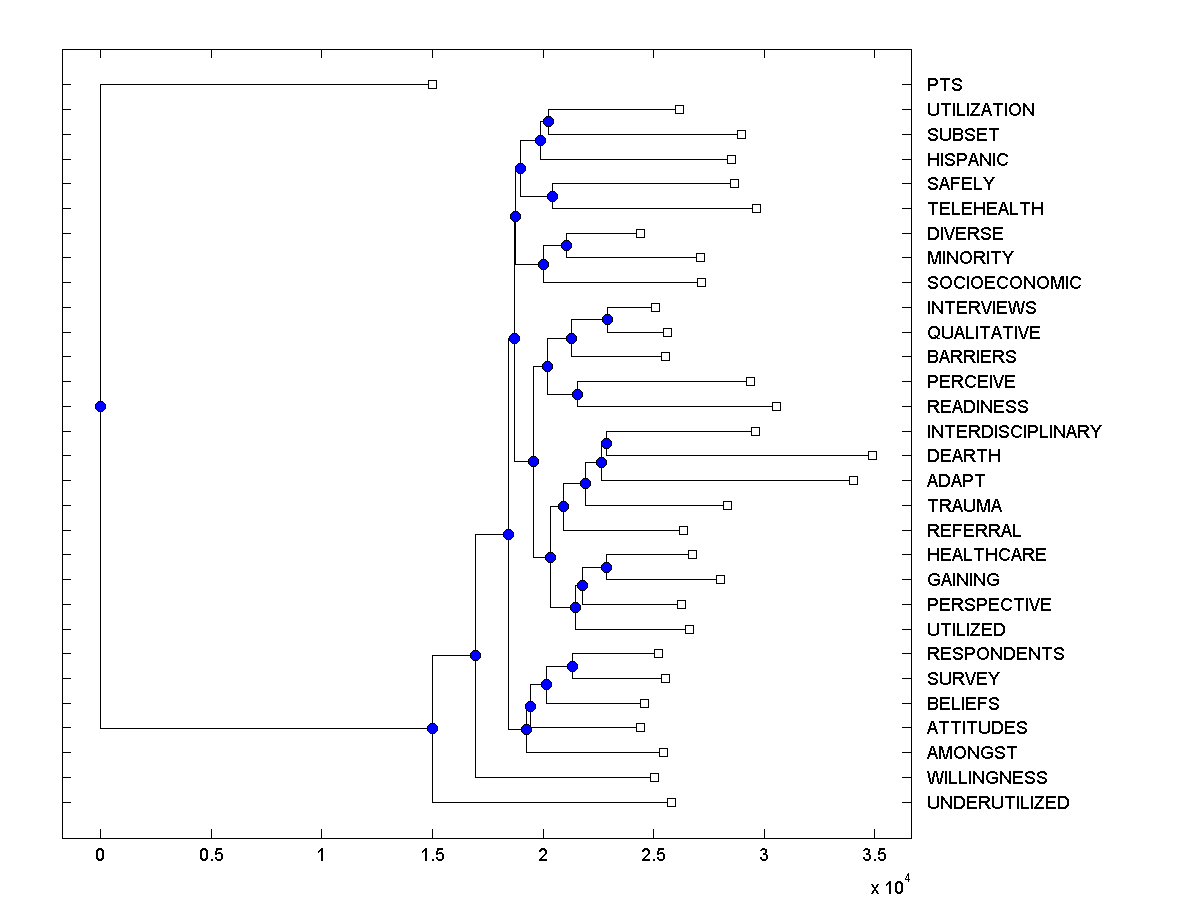 PTS
UTILIZATION
SUBSET
HISPANIC
SAFELY
TELEHEALTH
DIVERSE
MINORITY
SOCIOECONOMIC
INTERVIEWS
QUALITATIVE
BARRIERS
PERCEIVE
READINESS
INTERDISCIPLINARY
DEARTH
ADAPT
TRAUMA
REFERRAL
HEALTHCARE
GAINING
PERSPECTIVE
UTILIZED
RESPONDENTS
SURVEY
BELIEFS
ATTITUDES
AMONGST
WILLINGNESS
UNDERUTILIZED
0 0.5 1 1.5 2 2.5 3 3.5
x 10^4